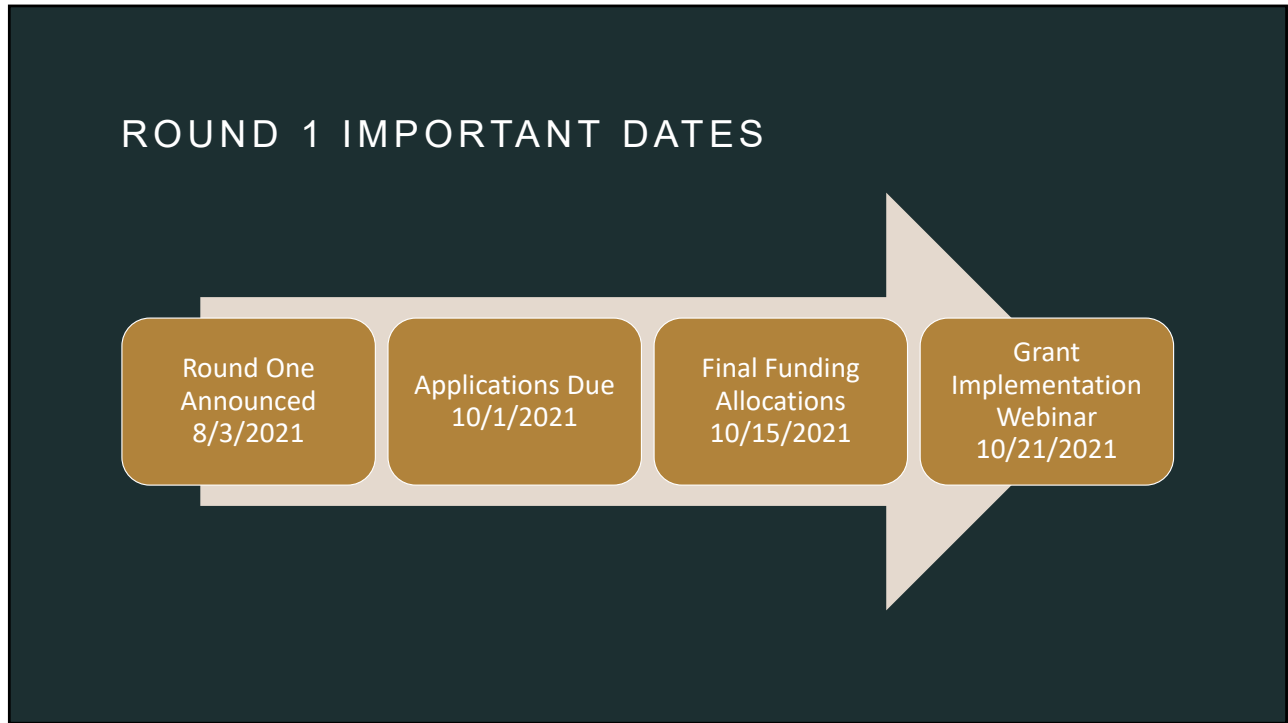 ROUND 1 IMPORTANT DATES
Round One
Announced
8/3/2021
Applications Due
10/1/2021
Final Funding
Allocations
10/15/2021
Grant
Implementation
Webinar
10/21/2021